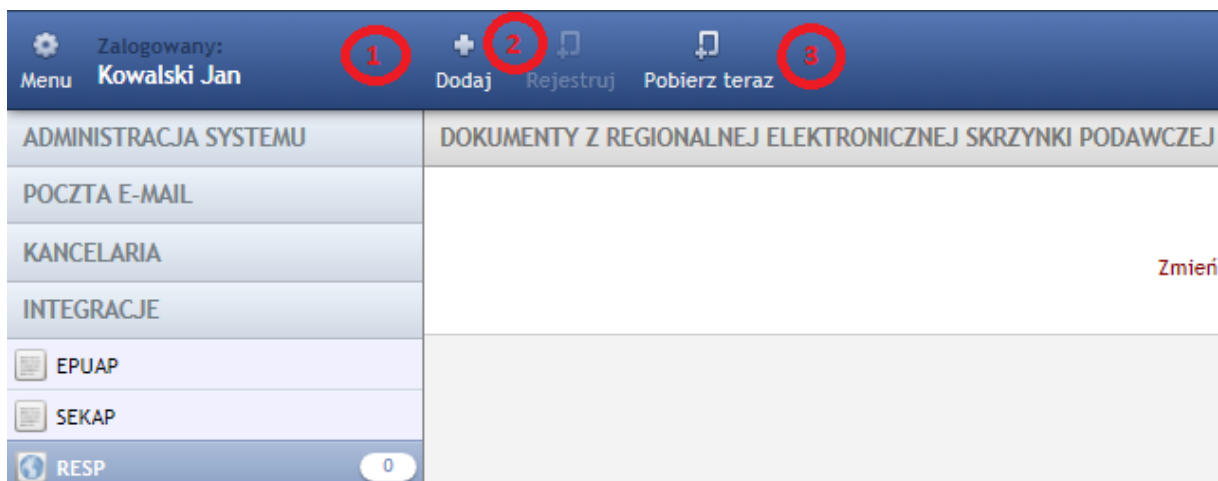 Zalogowany:
Menu Kowalski Jan
1
Dodaj
2
Rejestruj
Pobierz teraz
3
ADMINISTRACJA SYSTEMU
DOKUMENTY Z REGIONALNEJ ELEKTRONICZNEJ SKRZYNKI PODAWCZEJ
POCZTA E-MAIL
KANCELARIA
Zmień
INTEGRACJE
EPUAP
SEKAP
RESP 0